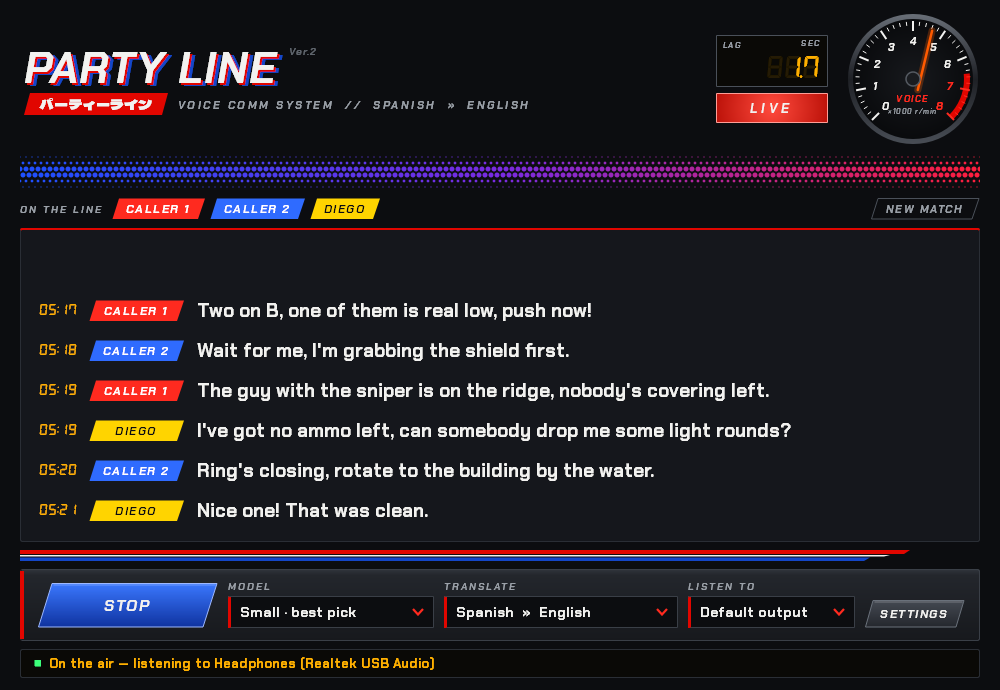 PARTY LINE Ver.2
パーティーライン VOICE COMM SYSTEM // SPANISH » ENGLISH
LAG SEC
1.7
LIVE
0 1 2 3 4 5 6 7 8
VOICE
x1000 r/min
ON THE LINE CALLER 1 CALLER 2 DIEGO NEW MATCH
05:17 CALLER 1 Two on B, one of them is real low, push now!
05:18 CALLER 2 Wait for me, I'm grabbing the shield first.
05:19 CALLER 1 The guy with the sniper is on the ridge, nobody's covering left.
05:19 DIEGO I've got no ammo left, can somebody drop me some light rounds?
05:20 CALLER 2 Ring's closing, rotate to the building by the water.
05:21 DIEGO Nice one! That was clean.
STOP
MODEL
Small · best pick
TRANSLATE
Spanish » English
LISTEN TO
Default output
SETTINGS
On the air — listening to Headphones (Realtek USB Audio)